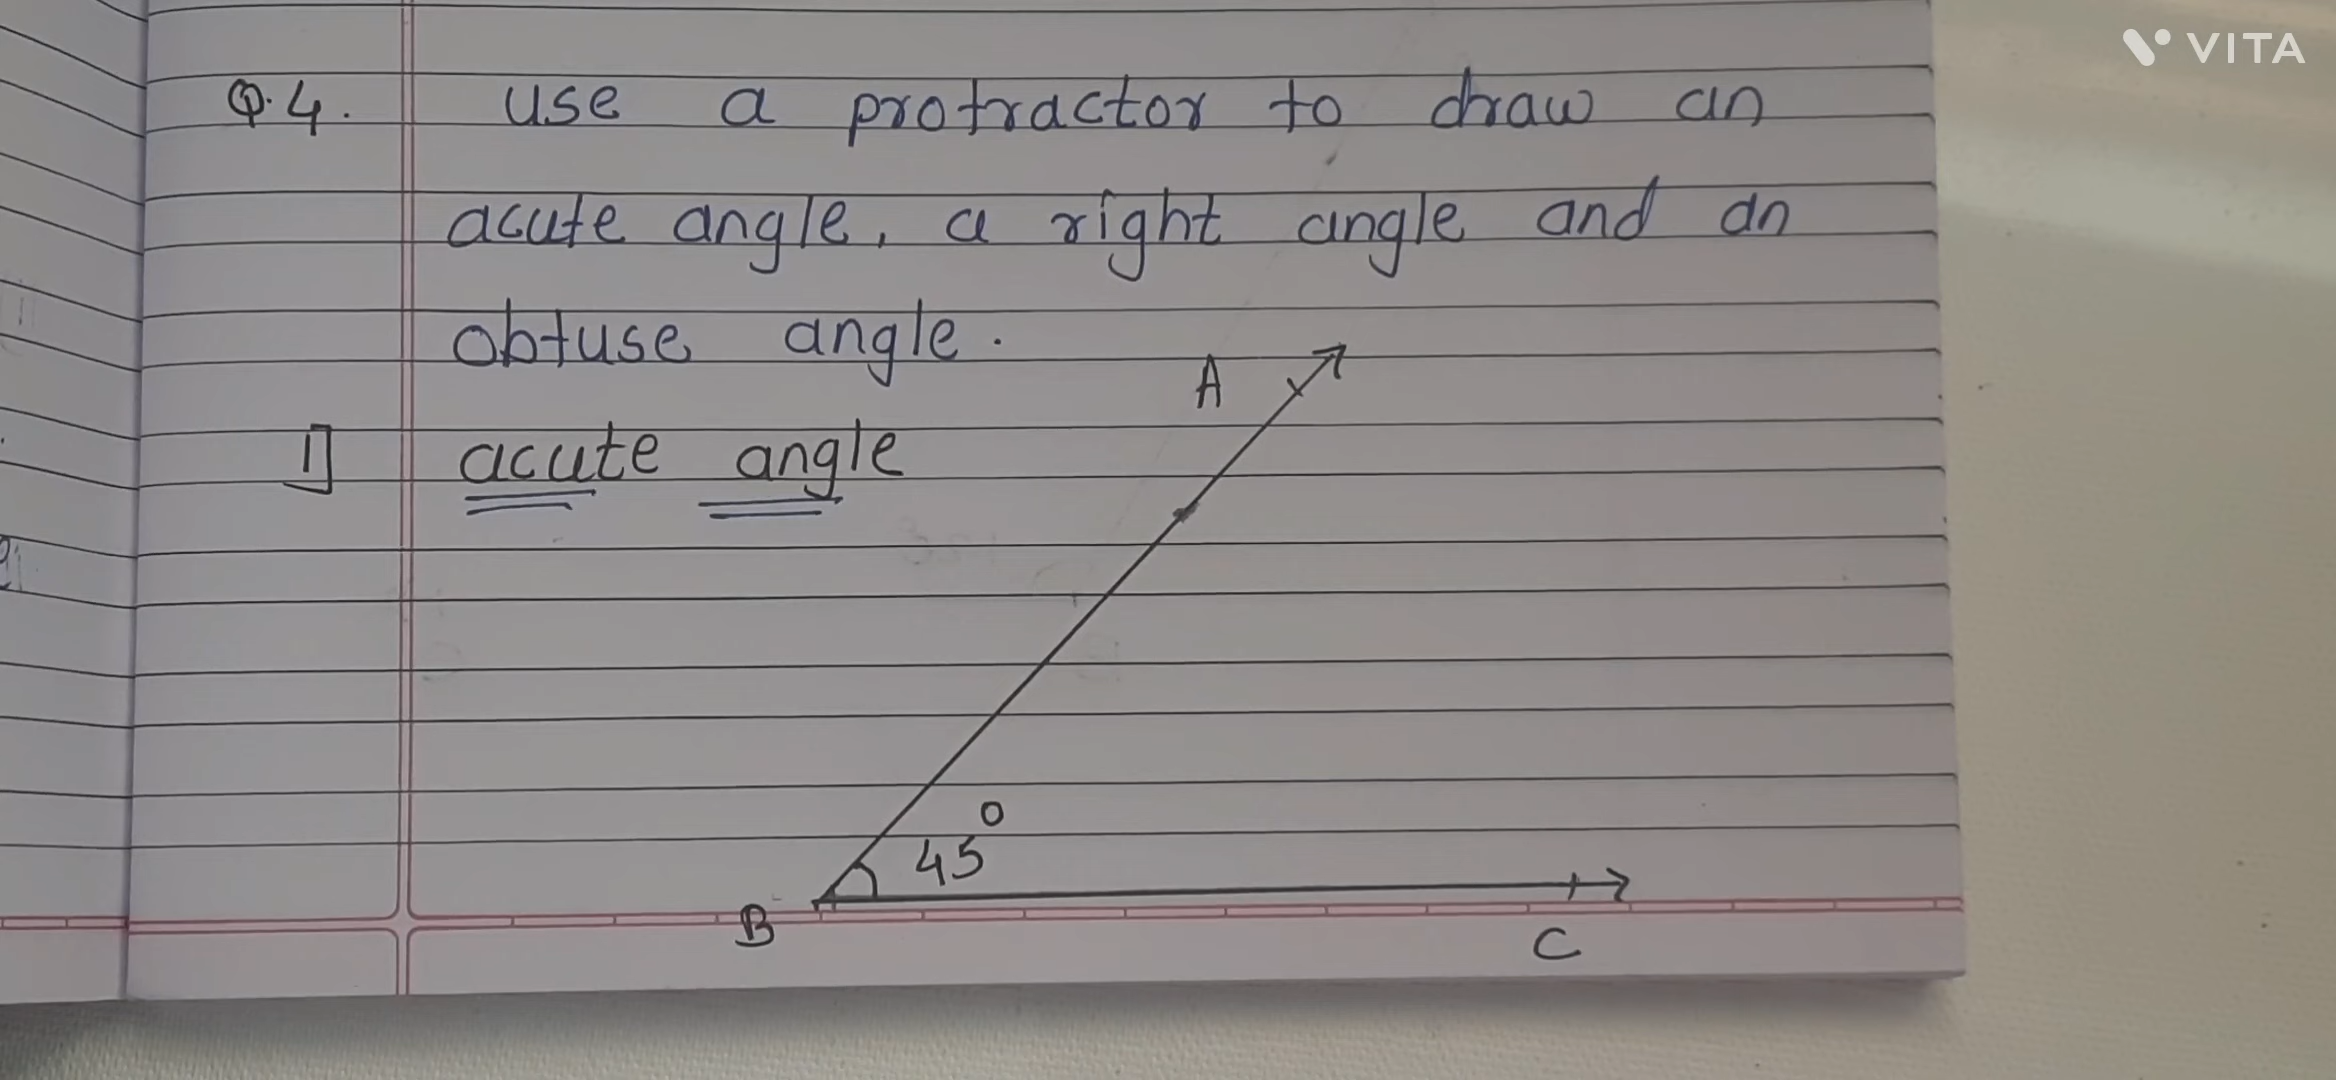 VITA
Q.4. use a protractor to draw an
acute angle, a right angle and an
obtuse angle.
1] acute angle
A
45°
B
C